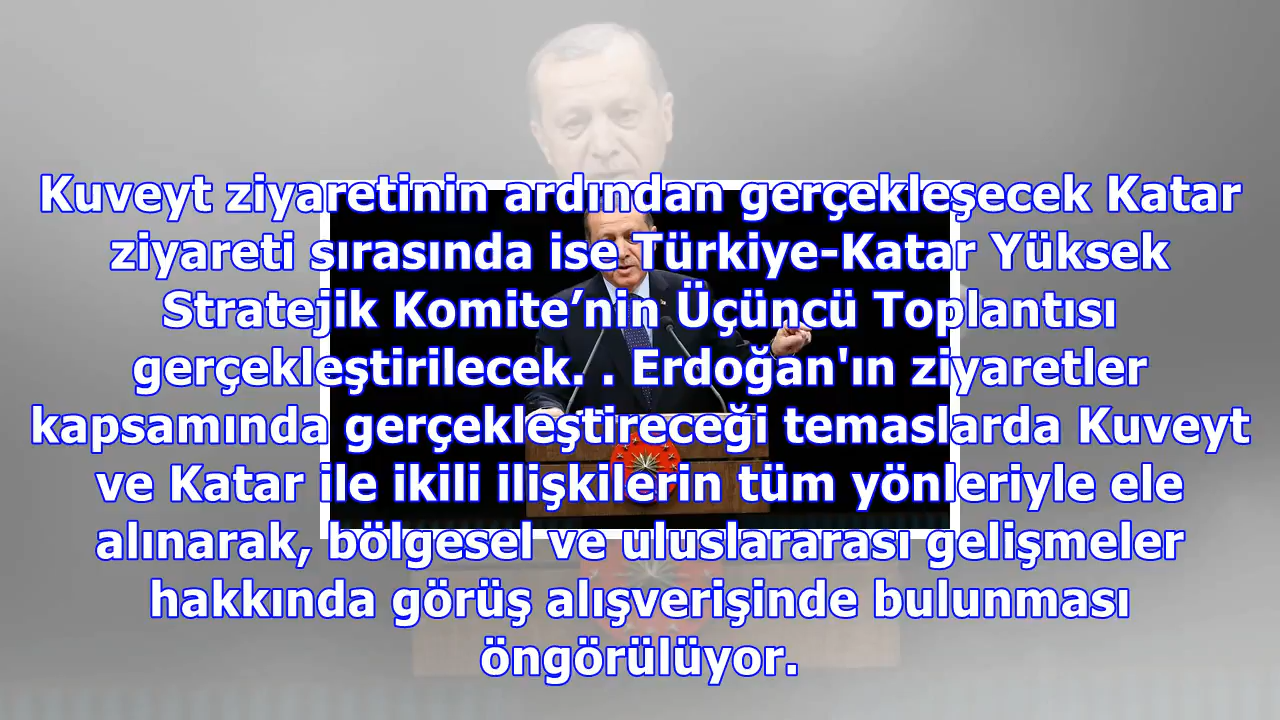 Kuveyt ziyaretinin ardından gerçekleşecek Katar
ziyareti sırasında ise Türkiye-Katar Yüksek
Stratejik Komite’nin Üçüncü Toplantısı
gerçekleştirilecek. . Erdoğan'ın ziyaretler
kapsamında gerçekleştireceği temaslarda Kuveyt
ve Katar ile ikili ilişkilerin tüm yönleriyle ele
alınarak, bölgesel ve uluslararası gelişmeler
hakkında görüş alışverişinde bulunması
öngörülüyor.